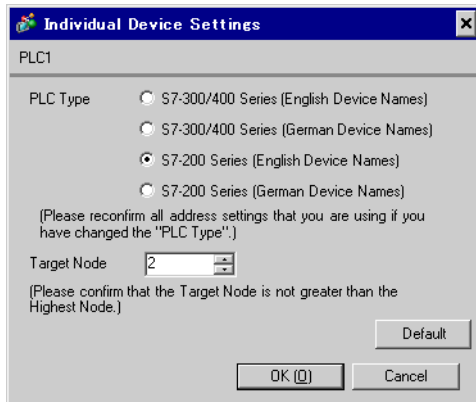 Individual Device Settings
PLC1
PLC Type
S7-300/400 Series (English Device Names)
S7-300/400 Series (German Device Names)
S7-200 Series (English Device Names)
S7-200 Series (German Device Names)
(Please reconfirm all address settings that you are using if you
have changed the "PLC Type".)
Target Node 2
(Please confirm that the Target Node is not greater than the
Highest Node.)
Default
OK (O) Cancel